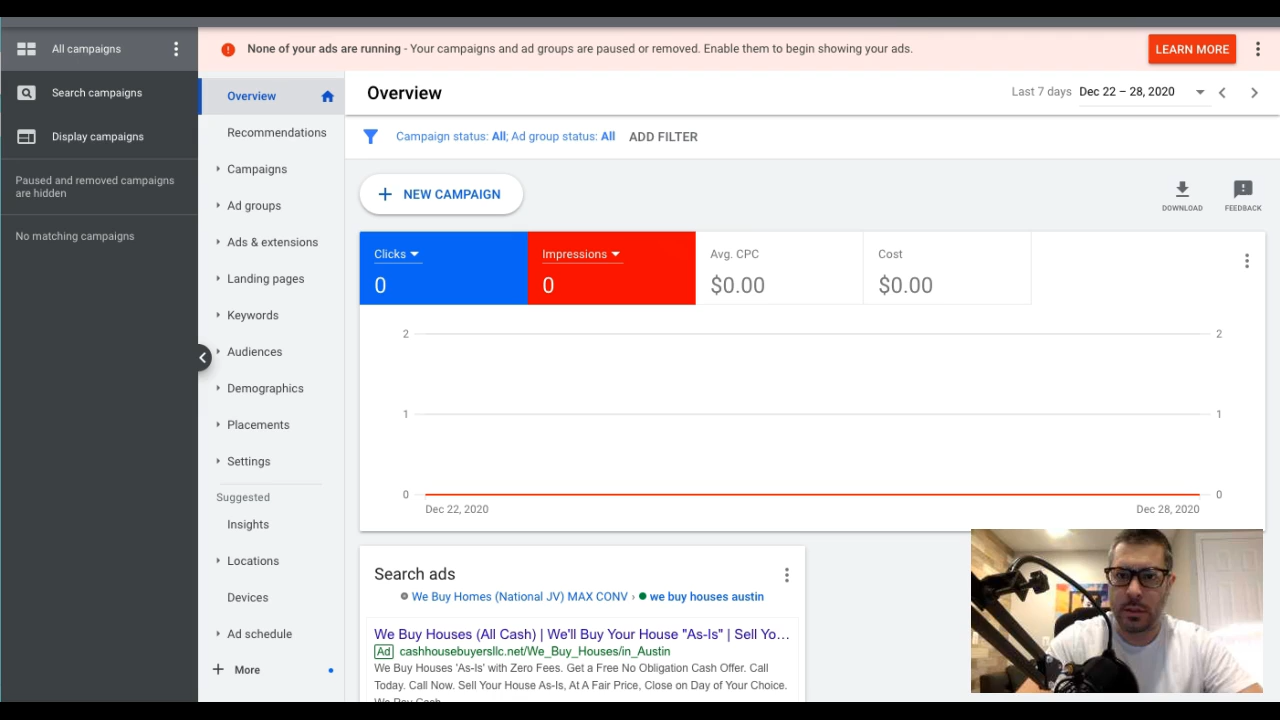 All campaigns
Search campaigns
Display campaigns
Paused and removed campaigns
are hidden
No matching campaigns
None of your ads are running - Your campaigns and ad groups are paused or removed. Enable them to begin showing your ads.
LEARN MORE
Overview
Recommendations
Campaigns
Ad groups
Ads & extensions
Landing pages
Keywords
Audiences
Demographics
Placements
Settings
Suggested
Insights
Locations
Devices
Ad schedule
More
Overview
Last 7 days Dec 22 – 28, 2020
Campaign status: All; Ad group status: All ADD FILTER
NEW CAMPAIGN
DOWNLOAD
FEEDBACK
Clicks
0
Impressions
0
Avg. CPC
$0.00
Cost
$0.00
2 2
1 1
0 0
Dec 22, 2020 Dec 28, 2020
Search ads
We Buy Homes (National JV) MAX CONV › we buy houses austin
We Buy Houses (All Cash) | We'll Buy Your House "As-Is" | Sell Yo...
Ad cashhousebuyersllc.net/We_Buy_Houses/in_Austin
We Buy Houses 'As-Is' with Zero Fees. Get a Free No Obligation Cash Offer. Call
Today. Call Now. Sell Your House As-Is, At A Fair Price, Close on Day of Your Choice.
We Pay Cash